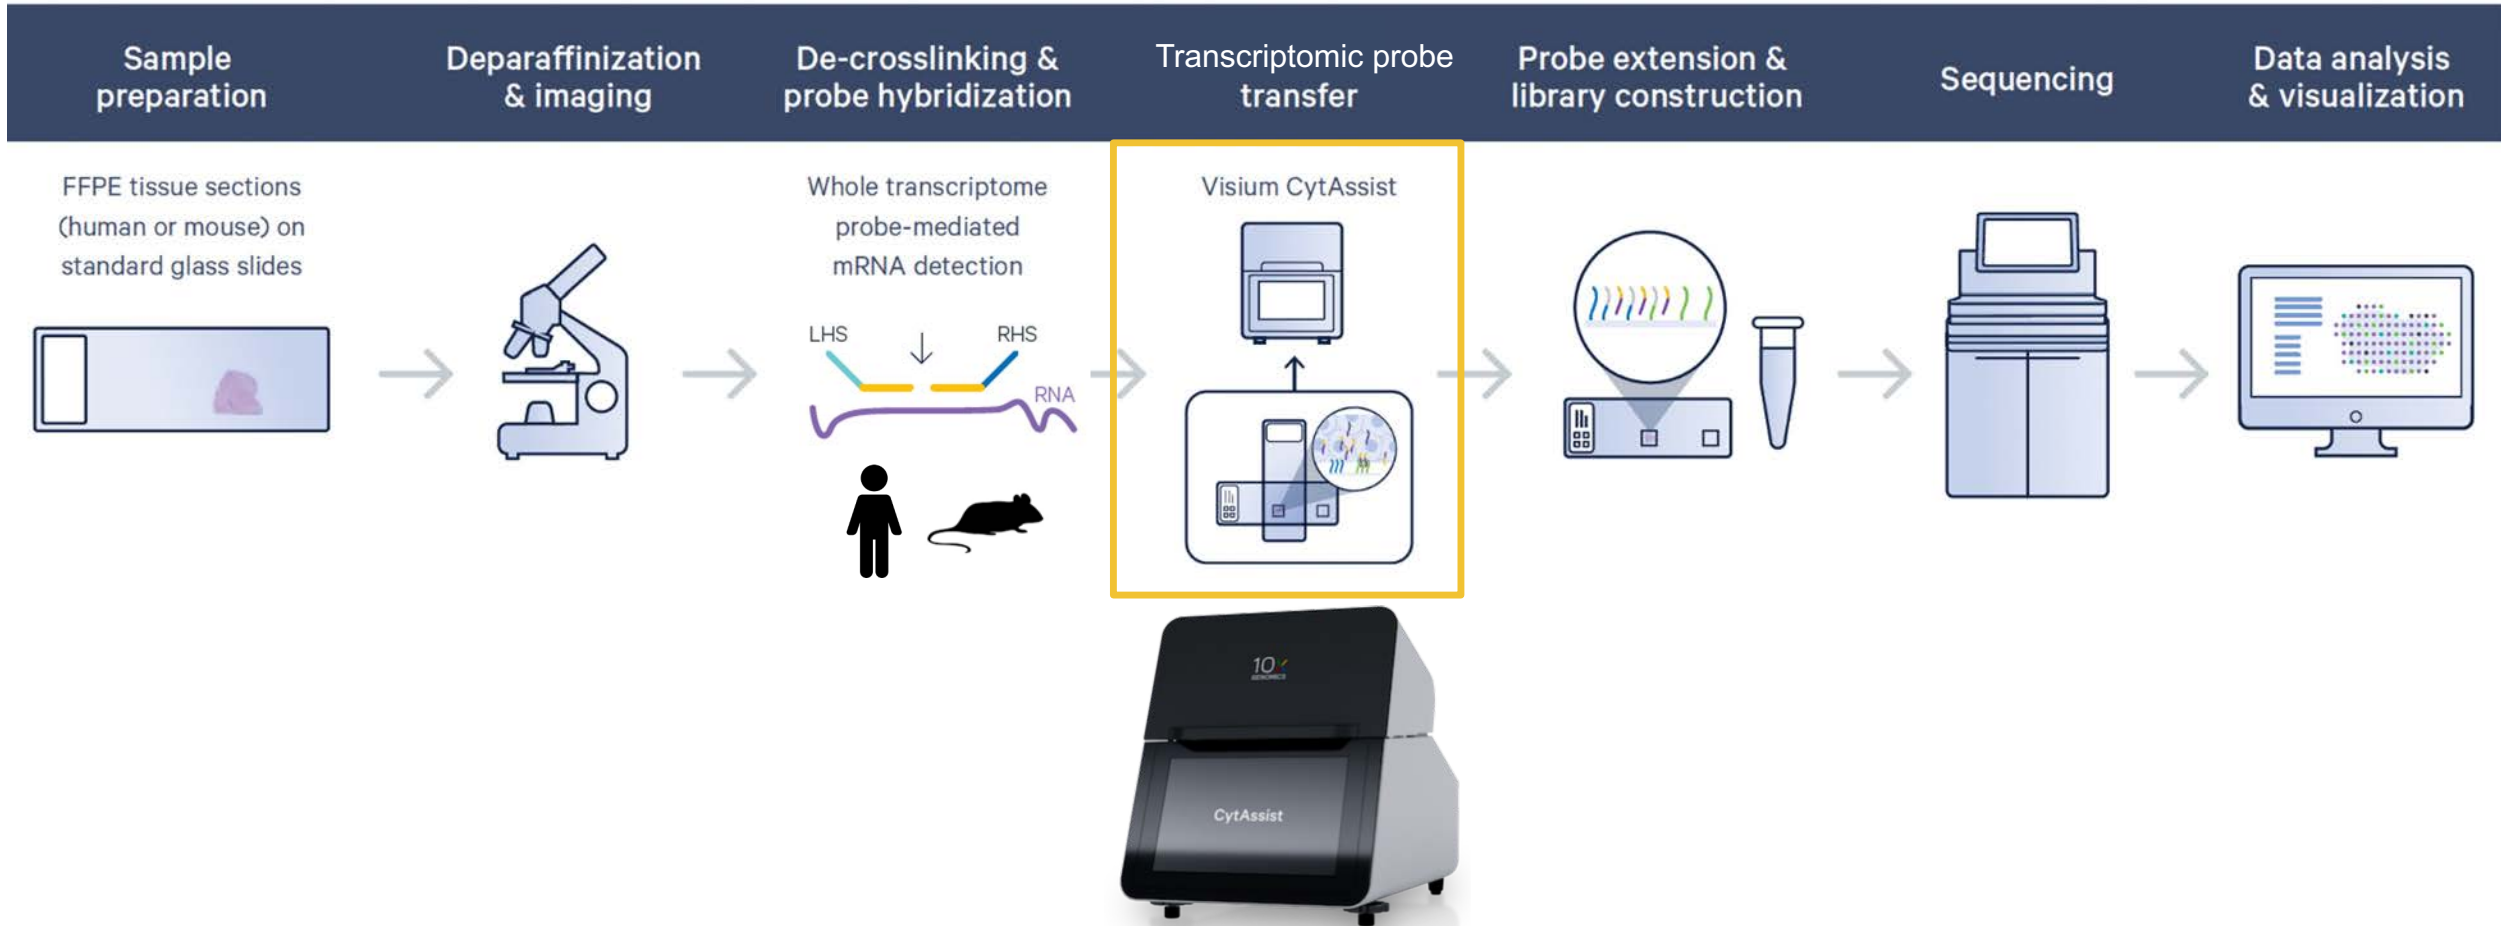 Sample
preparation
Deparaffinization
& imaging
De-crosslinking &
probe hybridization
Transcriptomic probe
transfer
Probe extension &
library construction
Sequencing
Data analysis
& visualization
FFPE tissue sections
(human or mouse) on
standard glass slides
Whole transcriptome
probe-mediated
mRNA detection
LHS
RHS
RNA
Visium CytAssist
10x
GENOMICS
CytAssist